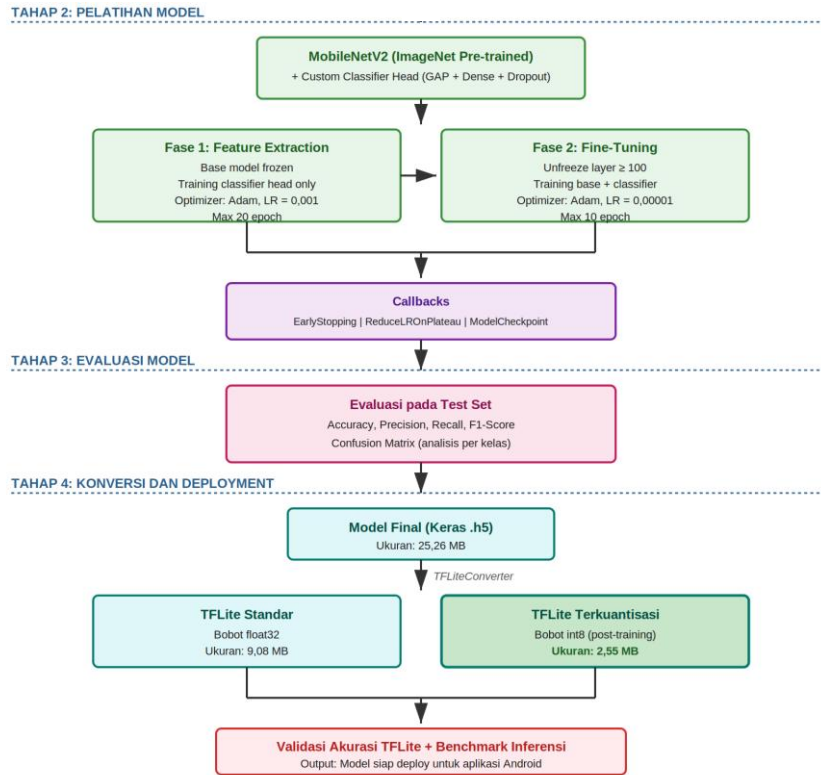 TAHAP 2: PELATIHAN MODEL
MobileNetV2 (ImageNet Pre-trained)
+ Custom Classifier Head (GAP + Dense + Dropout)
Fase 1: Feature Extraction
Base model frozen
Training classifier head only
Optimizer: Adam, LR = 0,001
Max 20 epoch
Fase 2: Fine-Tuning
Unfreeze layer ≥ 100
Training base + classifier
Optimizer: Adam, LR = 0,00001
Max 10 epoch
Callbacks
EarlyStopping | ReduceLROnPlateau | ModelCheckpoint
TAHAP 3: EVALUASI MODEL
Evaluasi pada Test Set
Accuracy, Precision, Recall, F1-Score
Confusion Matrix (analisis per kelas)
TAHAP 4: KONVERSI DAN DEPLOYMENT
Model Final (Keras .h5)
Ukuran: 25,26 MB
TFLiteConverter
TFLite Standar
Bobot float32
Ukuran: 9,08 MB
TFLite Terkuantisasi
Bobot int8 (post-training)
Ukuran: 2,55 MB
Validasi Akurasi TFLite + Benchmark Inferensi
Output: Model siap deploy untuk aplikasi Android